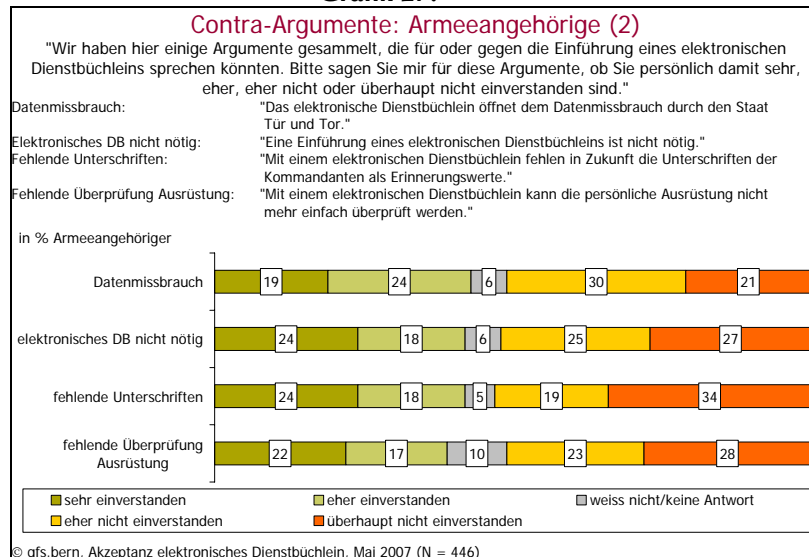 Contra-Argumente: Armeeangehörige (2)
"Wir haben hier einige Argumente gesammelt, die für oder gegen die Einführung eines elektronischen
Dienstbüchleins sprechen könnten. Bitte sagen Sie mir für diese Argumente, ob Sie persönlich damit sehr,
eher, eher nicht oder überhaupt nicht einverstanden sind."
Datenmissbrauch: "Das elektronische Dienstbüchlein öffnet dem Datenmissbrauch durch den Staat
Tür und Tor."
Elektronisches DB nicht nötig: "Eine Einführung eines elektronischen Dienstbüchleins ist nicht nötig."
Fehlende Unterschriften: "Mit einem elektronischen Dienstbüchlein fehlen in Zukunft die Unterschriften der
Kommandanten als Erinnerungswerte."
Fehlende Überprüfung Ausrüstung: "Mit einem elektronischen Dienstbüchlein kann die persönliche Ausrüstung nicht
mehr einfach überprüft werden."
in % Armeeangehöriger
Datenmissbrauch 19 24 6 30 21
elektronisches DB nicht nötig 24 18 6 25 27
fehlende Unterschriften 24 18 5 19 34
fehlende Überprüfung
Ausrüstung 22 17 10 23 28
sehr einverstanden eher einverstanden weiss nicht/keine Antwort
eher nicht einverstanden überhaupt nicht einverstanden
© gfs.bern, Akzeptanz elektronisches Dienstbüchlein, Mai 2007 (N = 446)